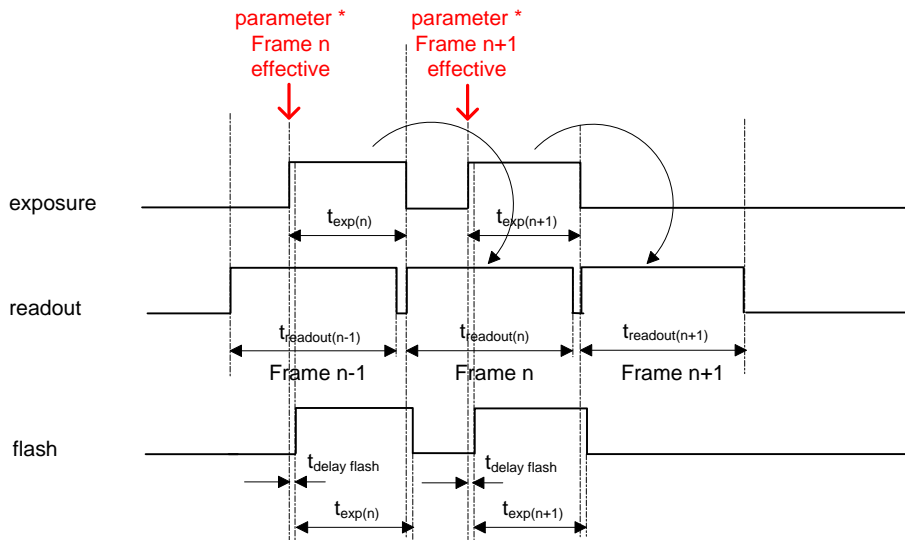 parameter *
Frame n
effective
parameter *
Frame n+1
effective
exposure
texp(n)
texp(n+1)
readout
treadout(n-1)
treadout(n)
treadout(n+1)
Frame n-1
Frame n
Frame n+1
flash
tdelay flash
tdelay flash
texp(n)
texp(n+1)